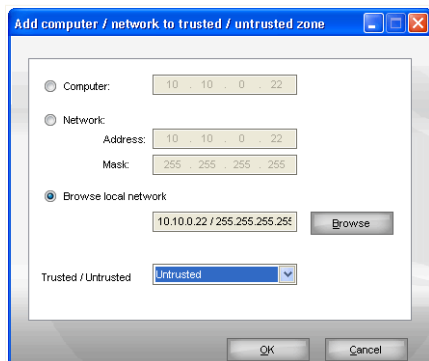 Add computer / network to trusted / untrusted zone
Computer: 10 . 10 . 0 . 22
Network:
Address: 10 . 10 . 0 . 22
Mask: 255 . 255 . 255 . 255
Browse local network
10.10.0.22 / 255.255.255.255 Browse
Trusted / Untrusted Untrusted
OK Cancel